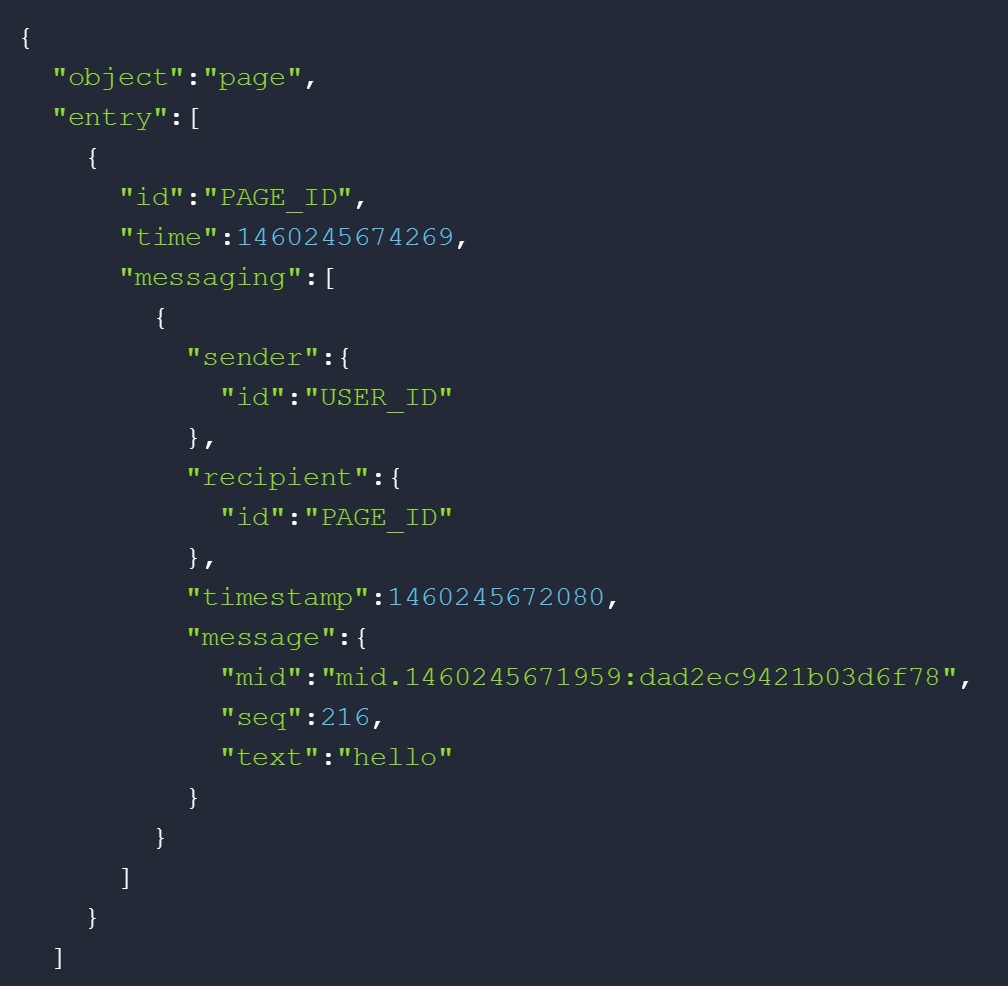 {
  "object":"page",
  "entry":[
    {
      "id":"PAGE_ID",
      "time":1460245674269,
      "messaging":[
        {
          "sender":{
            "id":"USER_ID"
          },
          "recipient":{
            "id":"PAGE_ID"
          },
          "timestamp":1460245672080,
          "message":{
            "mid":"mid.1460245671959:dad2ec9421b03d6f78",
            "seq":216,
            "text":"hello"
          }
        }
      ]
    }
  ]